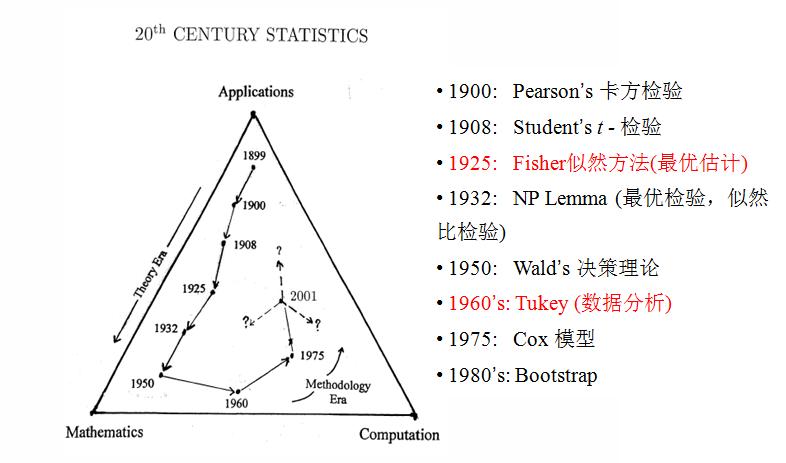 20th CENTURY STATISTICS
Applications
1899
1900
1908
?
Theory Era
1925
2001
1932
?
?
1975
1950
Methodology
Era
1960
Mathematics
Computation
• 1900: Pearson's 卡方检验
• 1908: Student's t - 检验
• 1925: Fisher似然方法(最优估计)
• 1932: NP Lemma (最优检验，似然
比检验)
• 1950: Wald's 决策理论
• 1960's: Tukey (数据分析)
• 1975: Cox 模型
• 1980's: Bootstrap